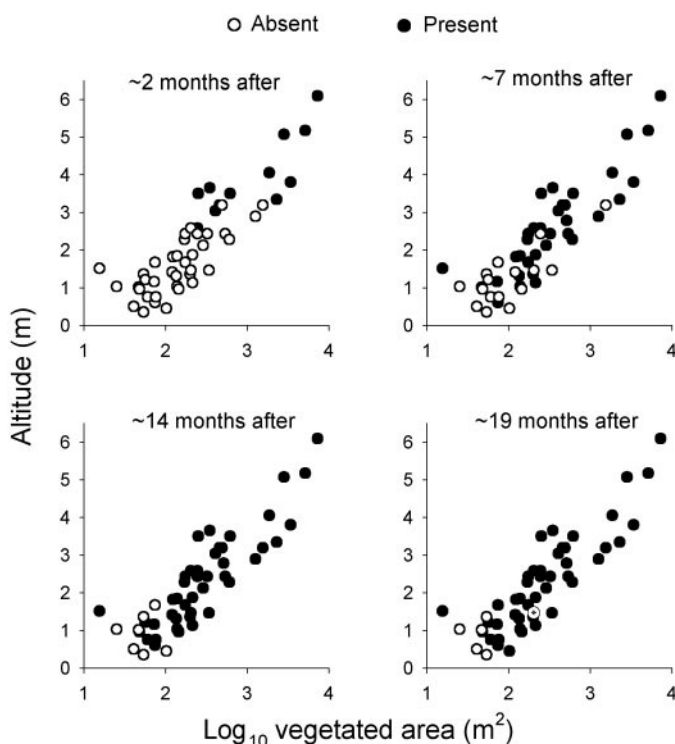 Absent Present
~2 months after ~7 months after
6 6
5 5
4 4
3 3
2 2
1 1
0 0
1 2 3 4 1 2 3 4
Altitude (m)
~14 months after ~19 months after
6 6
5 5
4 4
3 3
2 2
1 1
0 0
1 2 3 4 1 2 3 4
Log₁₀ vegetated area (m²)